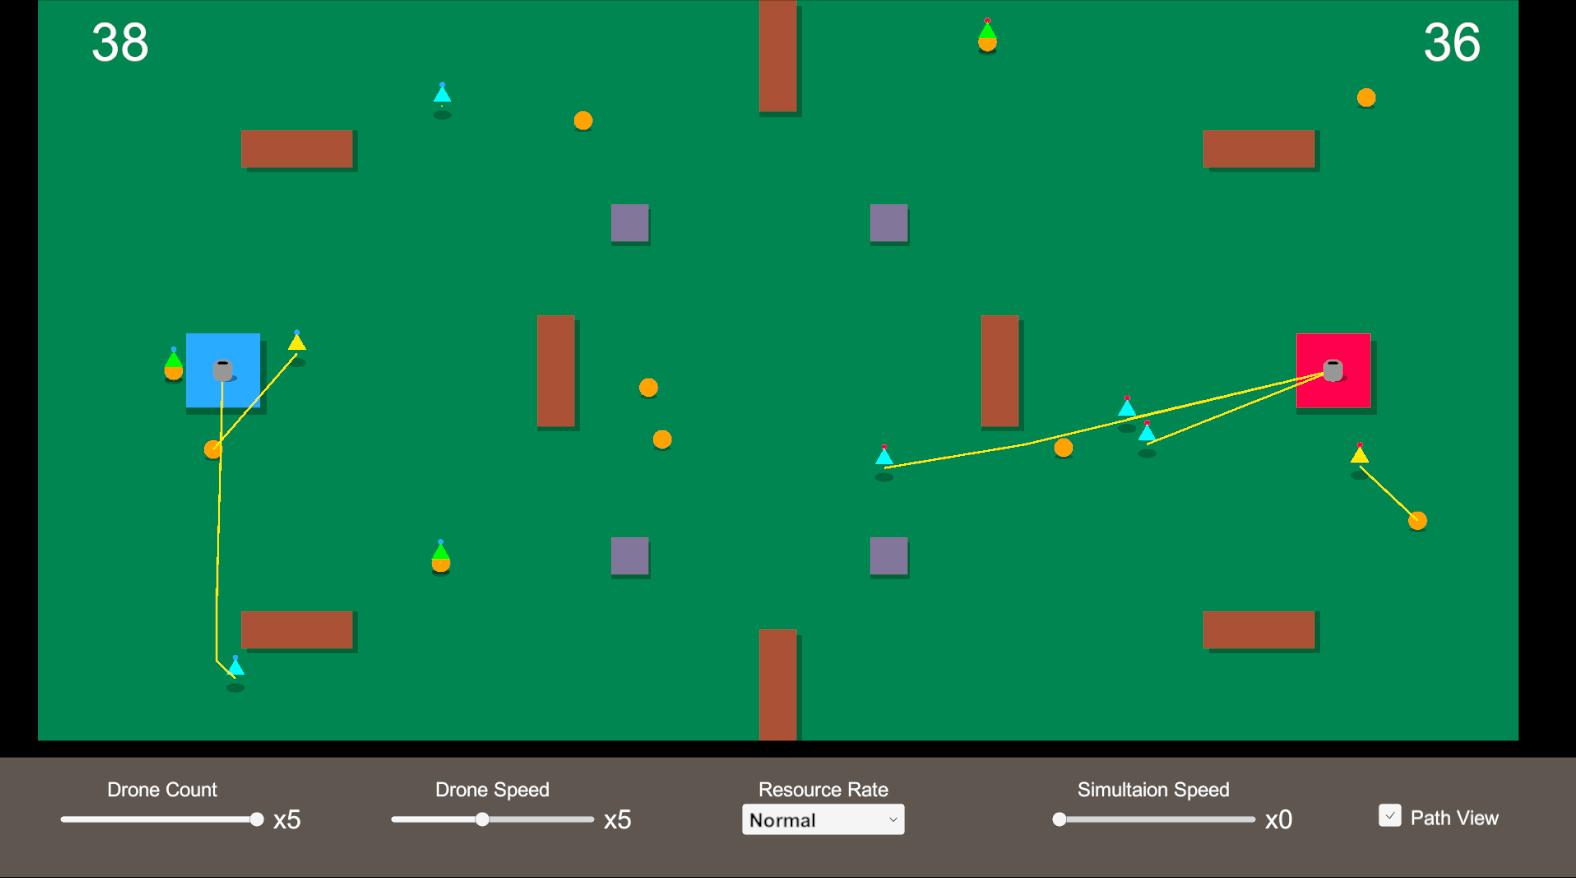 38
36
Drone Count
x5
Drone Speed
x5
Resource Rate
Normal
Simultaion Speed
x0
Path View